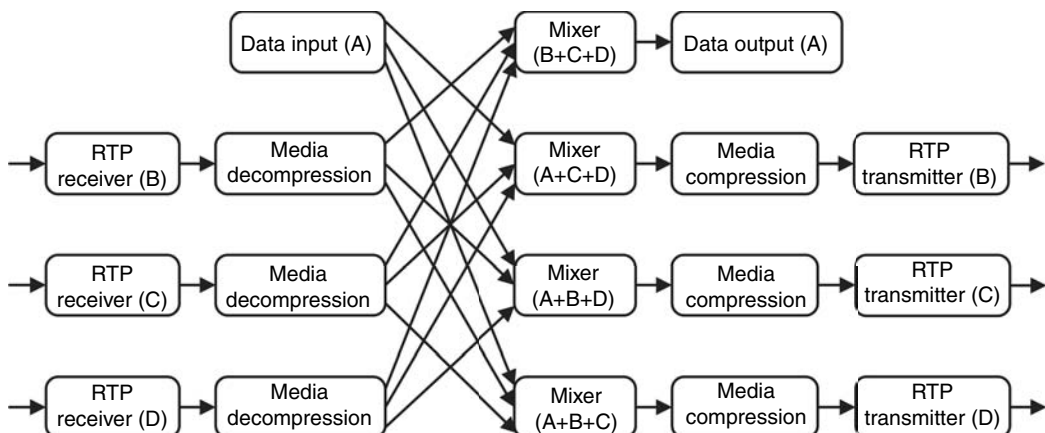 Data input (A)
Mixer
(B+C+D)
Data output (A)
RTP
receiver (B)
Media
decompression
Mixer
(A+C+D)
Media
compression
RTP
transmitter (B)
RTP
receiver (C)
Media
decompression
Mixer
(A+B+D)
Media
compression
RTP
transmitter (C)
RTP
receiver (D)
Media
decompression
Mixer
(A+B+C)
Media
compression
RTP
transmitter (D)